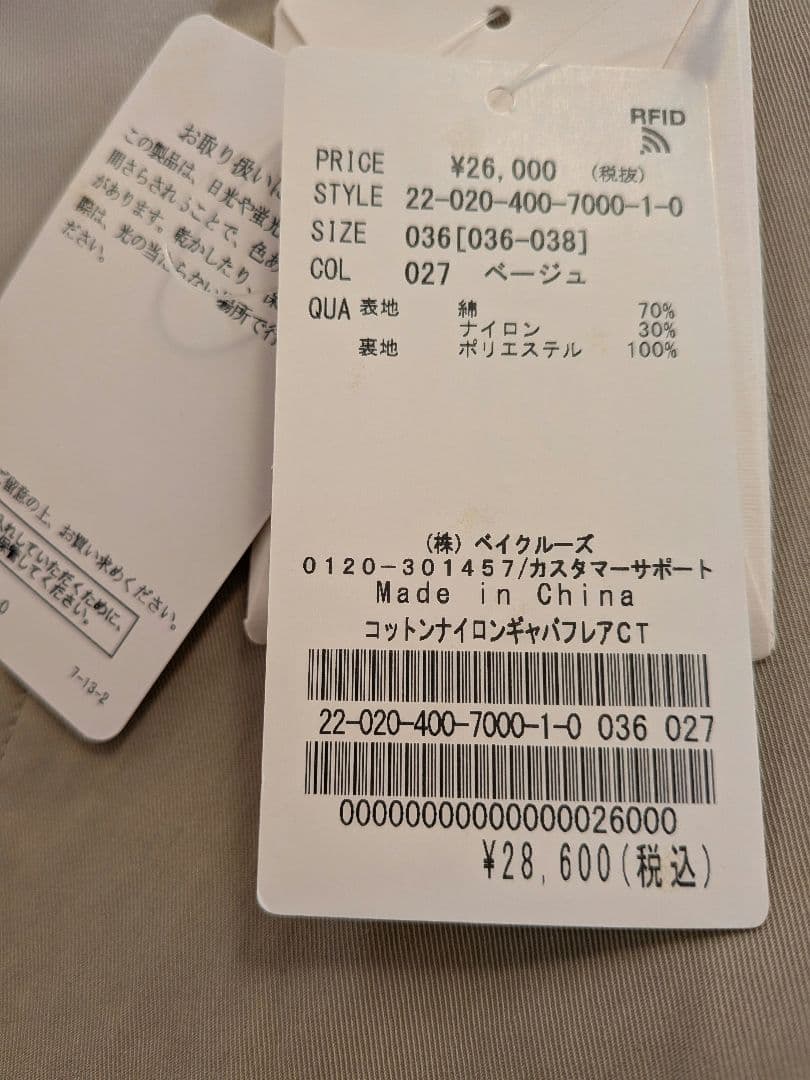 お取り扱いに
この製品は、日光や蛍光
間さらされることで、色あ
があります。乾かしたり、保
際は、光の当たらない場所で行
ださい。
ご留意の上、お買い求めください。
入れしていただくために、
してください。
7-13-2
RFID
PRICE ¥26,000 (税抜)
STYLE 22-020-400-7000-1-0
SIZE 036[036-038]
COL 027 ベージュ
QUA 表地 綿 70%
ナイロン 30%
裏地 ポリエステル 100%
(株) ベイクルーズ
0120-301457/カスタマーサポート
Made in China
コットンナイロンギャバフレアCT
22-020-400-7000-1-0 036 027
00000000000000026000
¥28,600(税込)